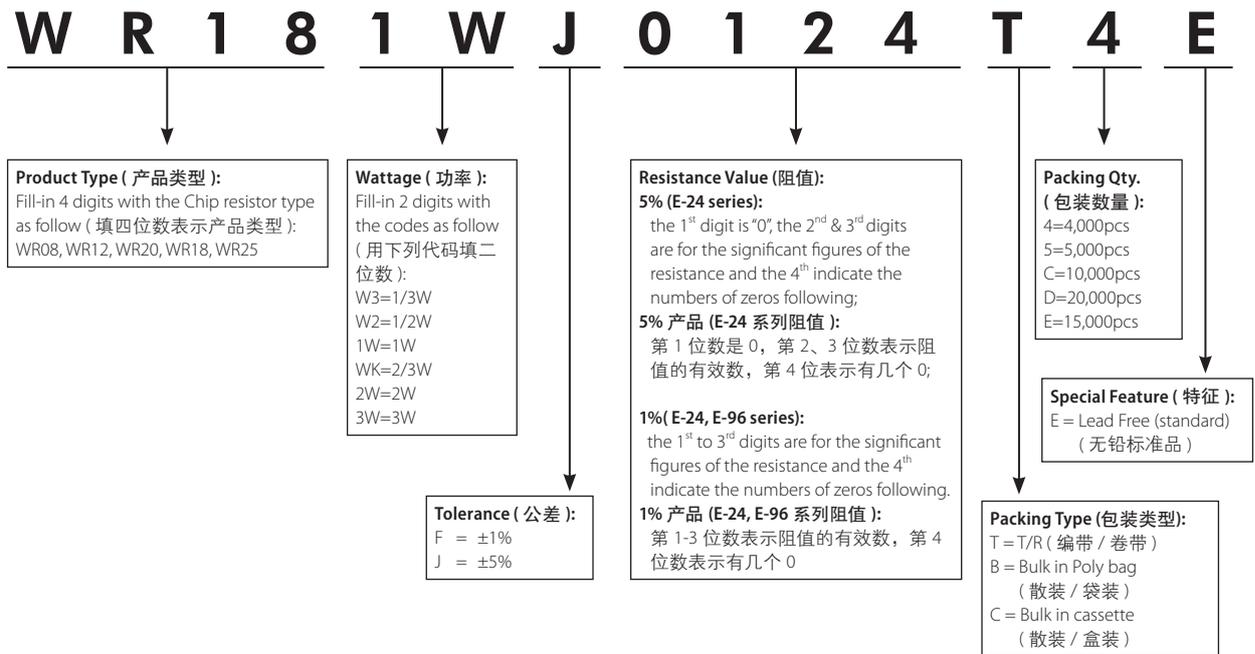 W R 1 8 1 W J 0 1 2 4 T 4 E
Product Type ( 产品类型 ):
Fill-in 4 digits with the Chip resistor type
as follow ( 填四位数表示产品类型 ):
WR08, WR12, WR20, WR18, WR25
Wattage ( 功率 ):
Fill-in 2 digits with
the codes as follow
( 用下列代码填二
位数 ):
W3=1/3W
W2=1/2W
1W=1W
WK=2/3W
2W=2W
3W=3W
Tolerance ( 公差 ):
F = ±1%
J = ±5%
Resistance Value (阻值):
5% (E-24 series):
the 1st digit is “0”, the 2nd & 3rd digits
are for the significant figures of the
resistance and the 4th indicate the
numbers of zeros following;
5% 产品 (E-24 系列阻值 ):
第 1 位数是 0，第 2、3 位数表示阻
值的有效数，第 4 位表示有几个 0;
1%( E-24, E-96 series):
the 1st to 3rd digits are for the significant
figures of the resistance and the 4th
indicate the numbers of zeros following.
1% 产品 (E-24, E-96 系列阻值 ):
第 1-3 位数表示阻值的有效数，第 4
位数表示有几个 0
Packing Qty.
( 包装数量 ):
4=4,000pcs
5=5,000pcs
C=10,000pcs
D=20,000pcs
E=15,000pcs
Special Feature ( 特征 ):
E = Lead Free (standard)
( 无铅标准品 )
Packing Type (包装类型):
T = T/R ( 编带 / 卷带 )
B = Bulk in Poly bag
( 散装 / 袋装 )
C = Bulk in cassette
( 散装 / 盒装 )